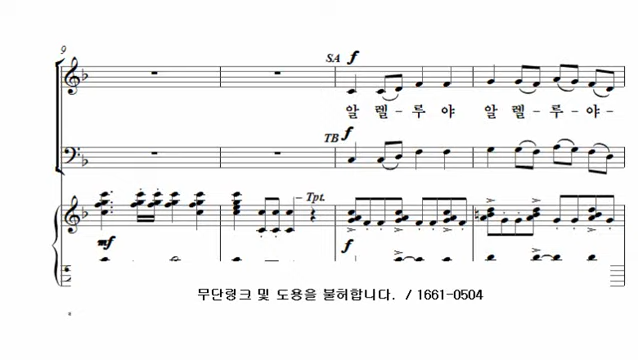 9
SA f
알 렐 - 루 야 알 렐 - 루 - 야 -
TB f
Tpt.
mf f
무단링크 및 도용을 불허합니다. / 1661-0504